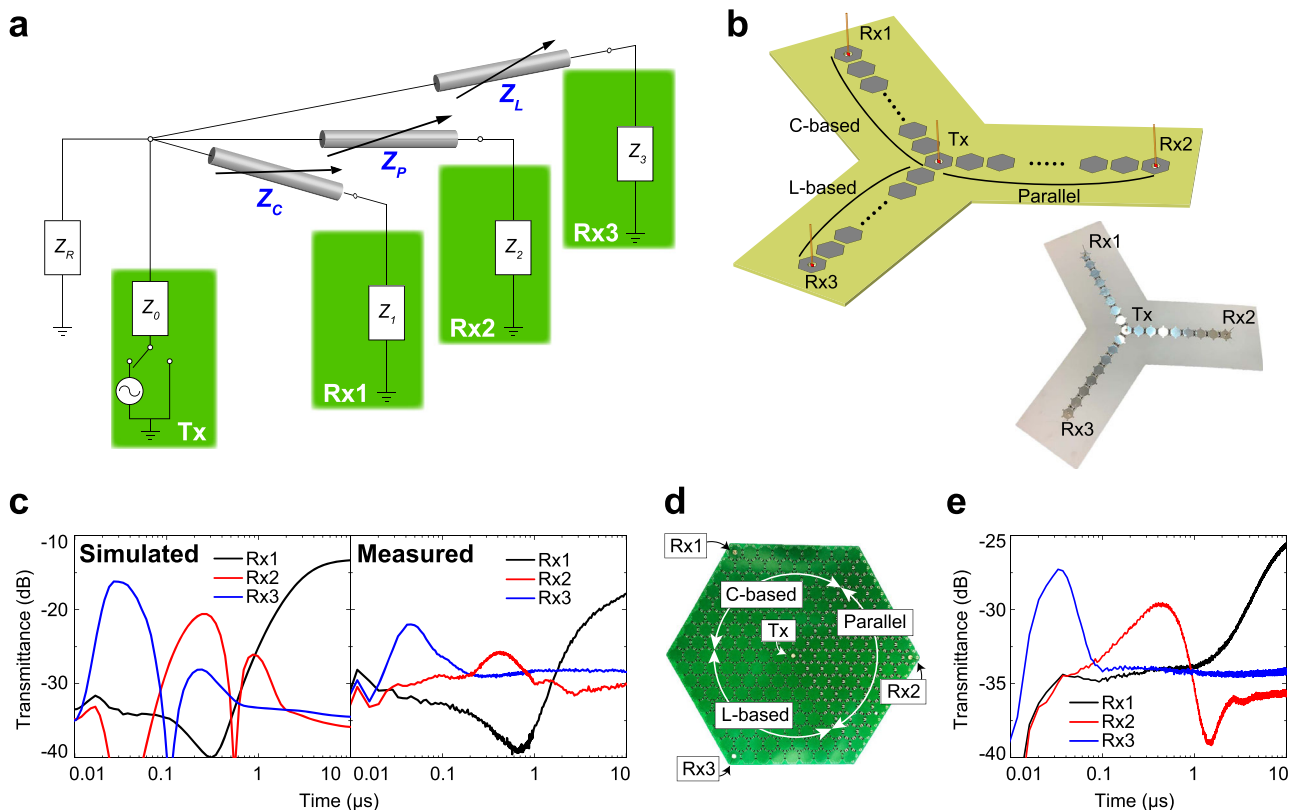 a
Z_L
Z_P
Z_C
Z_R
Z_0
Z_1
Z_2
Z_3
Tx
Rx1
Rx2
Rx3
b
Rx1
C-based
Tx
Rx2
L-based
Parallel
Rx3
Rx1
Tx
Rx2
Rx3
c
Transmittance (dB)
-10
-20
-30
-40
Simulated
Rx1
Rx2
Rx3
0.01
0.1
1
Measured
Rx1
Rx2
Rx3
0.01
0.1
1
10
Time (µs)
Time (µs)
d
Rx1
C-based
Parallel
Tx
Rx2
L-based
Rx3
e
Transmittance (dB)
-25
-30
-35
-40
Rx1
Rx2
Rx3
0.01
0.1
1
10
Time (µs)